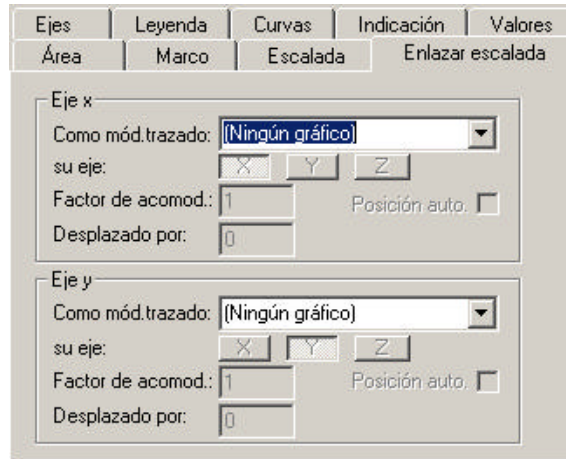 Ejes Leyenda Curvas Indicación Valores
Área Marco Escalada Enlazar escalada
Eje x
Como mód.trazado: (Ningún gráfico)
su eje: X Y Z
Factor de acomod.: 1 Posición auto.
Desplazado por: 0
Eje y
Como mód.trazado: (Ningún gráfico)
su eje: X Y Z
Factor de acomod.: 1 Posición auto.
Desplazado por: 0